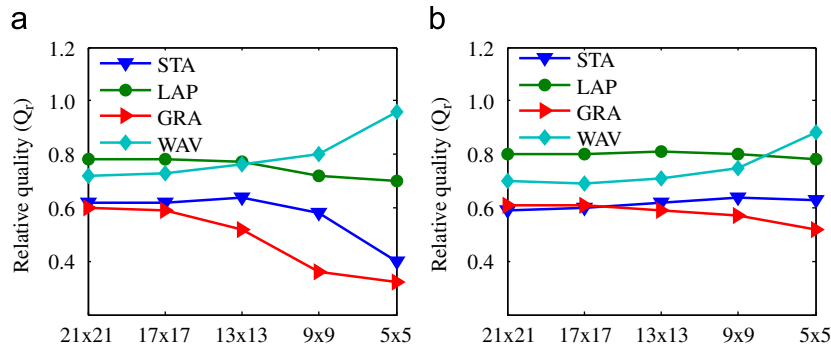 a
1.2
1.0
0.8
0.6
0.4
Relative quality (Qr)
STA
LAP
GRA
WAV
21x21 17x17 13x13 9x9 5x5
b
1.2
1.0
0.8
0.6
0.4
Relative quality (Qr)
STA
LAP
GRA
WAV
21x21 17x17 13x13 9x9 5x5